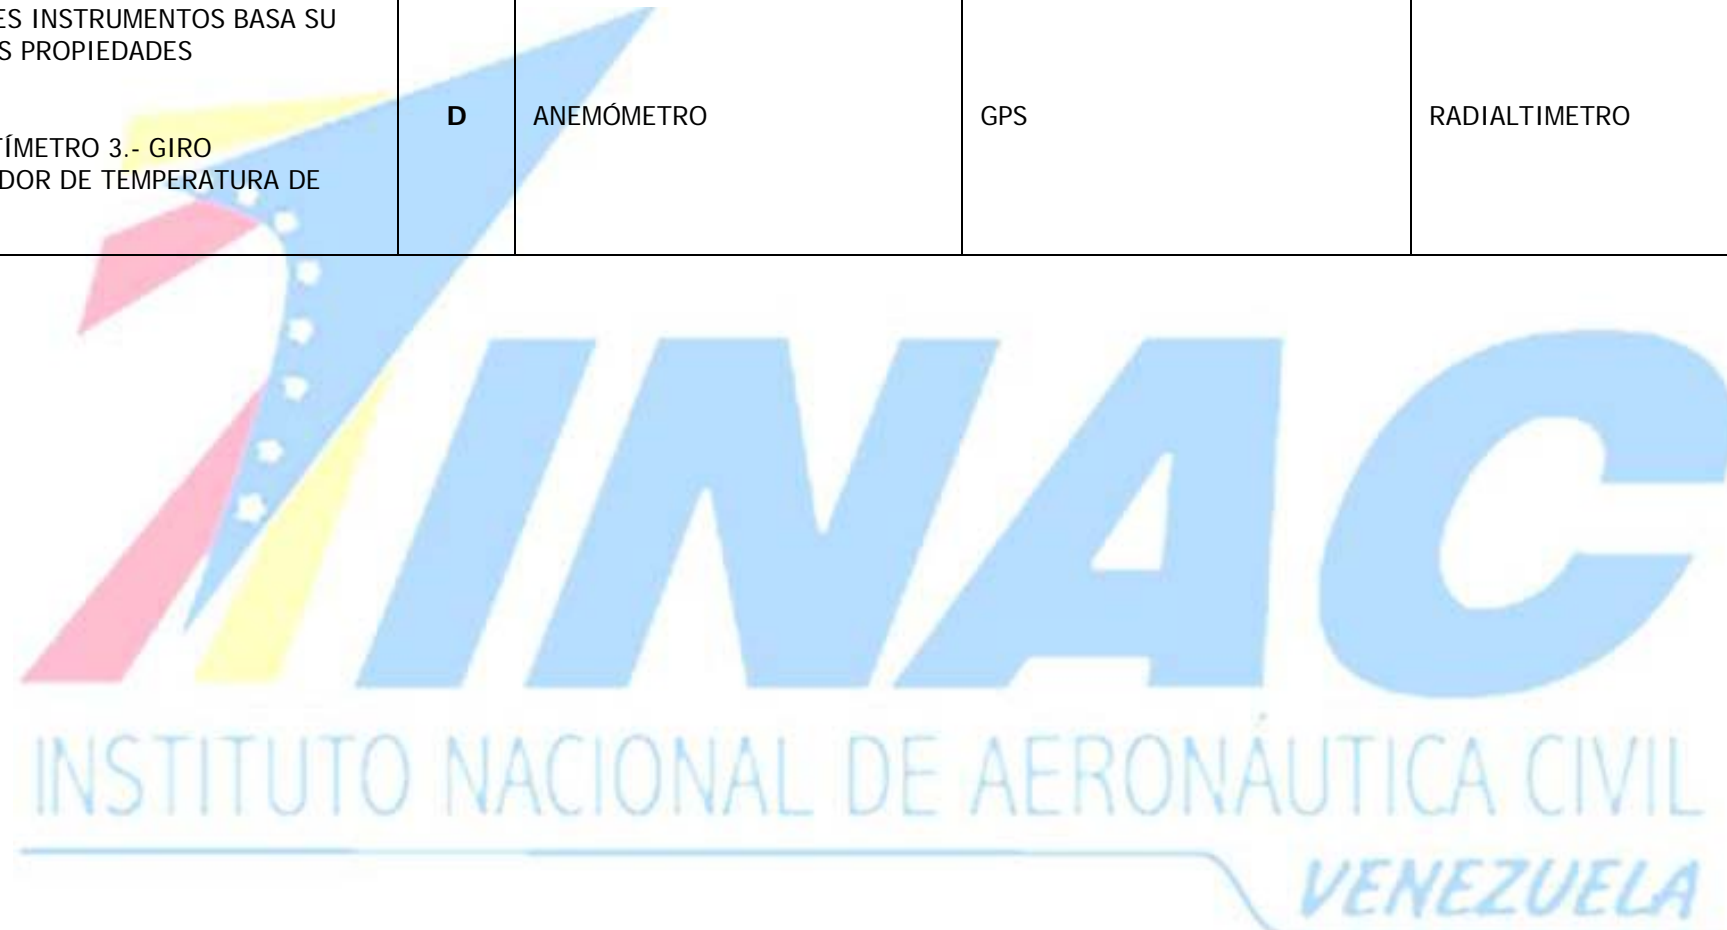 ES INSTRUMENTOS BASA SU
S PROPIEDADES
TÍMETRO 3.- GIRO
DOR DE TEMPERATURA DE
D
ANEMÓMETRO
GPS
RADIALTIMETRO
INAC
INSTITUTO NACIONAL DE AERONÁUTICA CIVIL
VENEZUELA